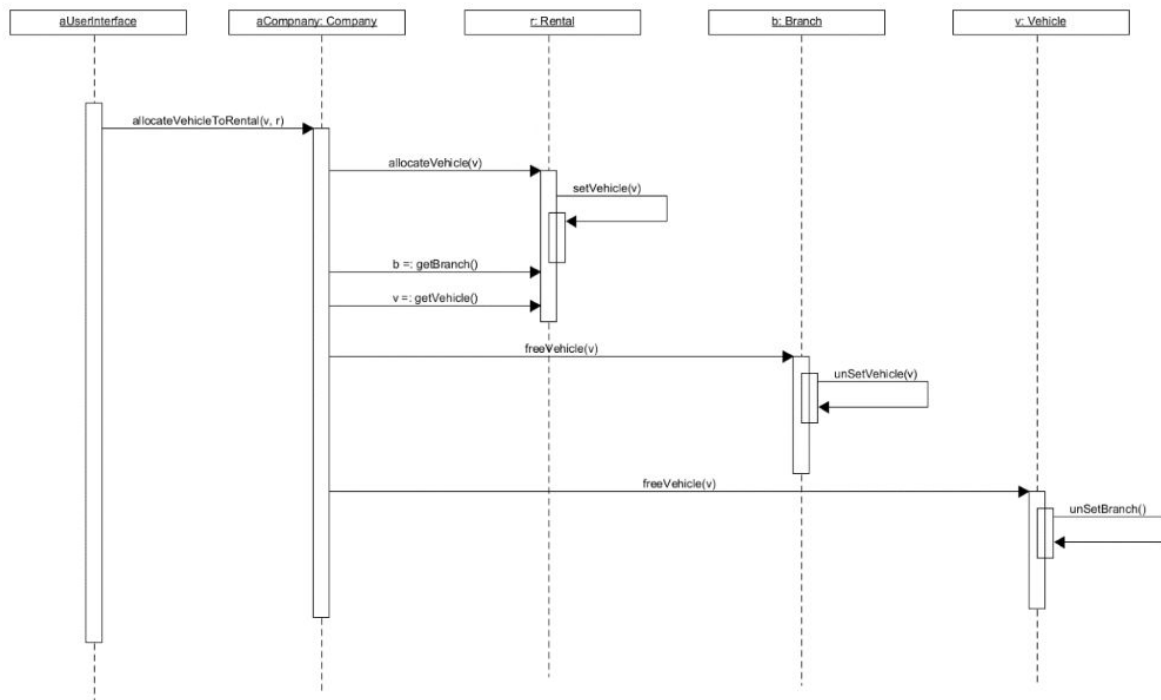 aUserInterface
aCompnany: Company
r: Rental
b: Branch
v: Vehicle
allocateVehicleToRental(v, r)
allocateVehicle(v)
setVehicle(v)
b =: getBranch()
v =: getVehicle()
freeVehicle(v)
unSetVehicle(v)
freeVehicle(v)
unSetBranch()